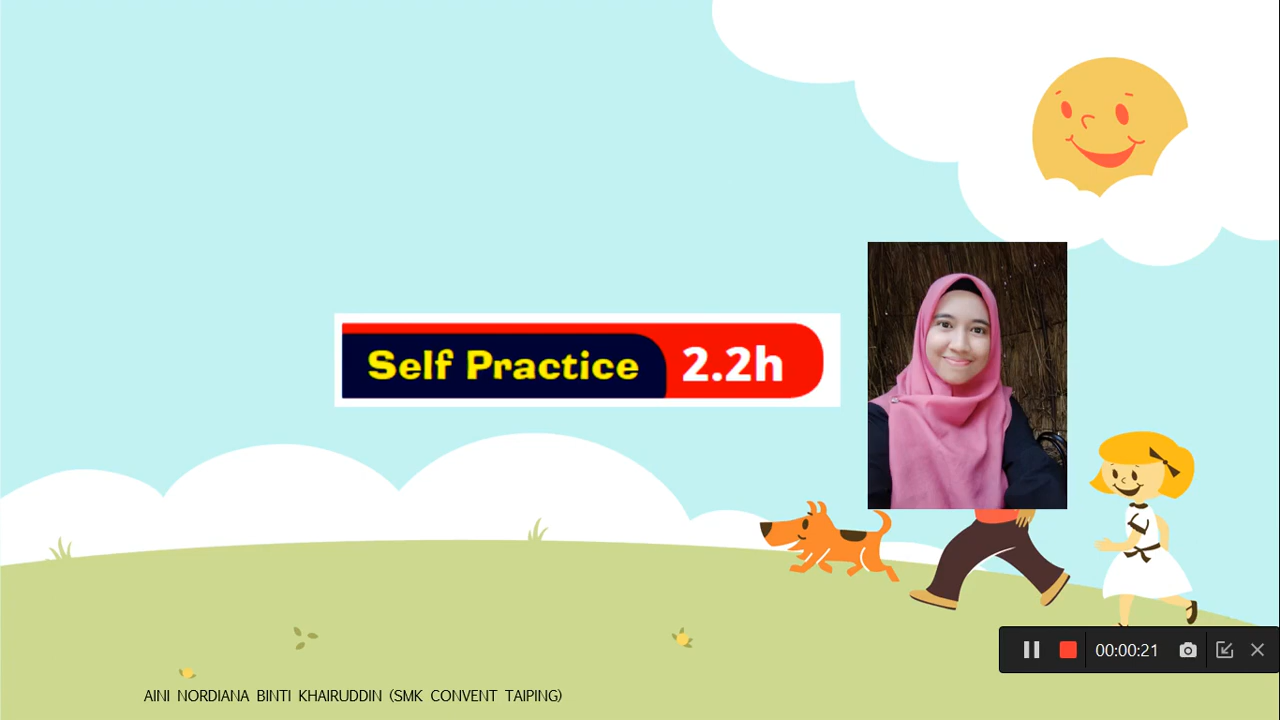 Self Practice 2.2h
00:00:21
AINI NORDIANA BINTI KHAIRUDDIN (SMK CONVENT TAIPING)